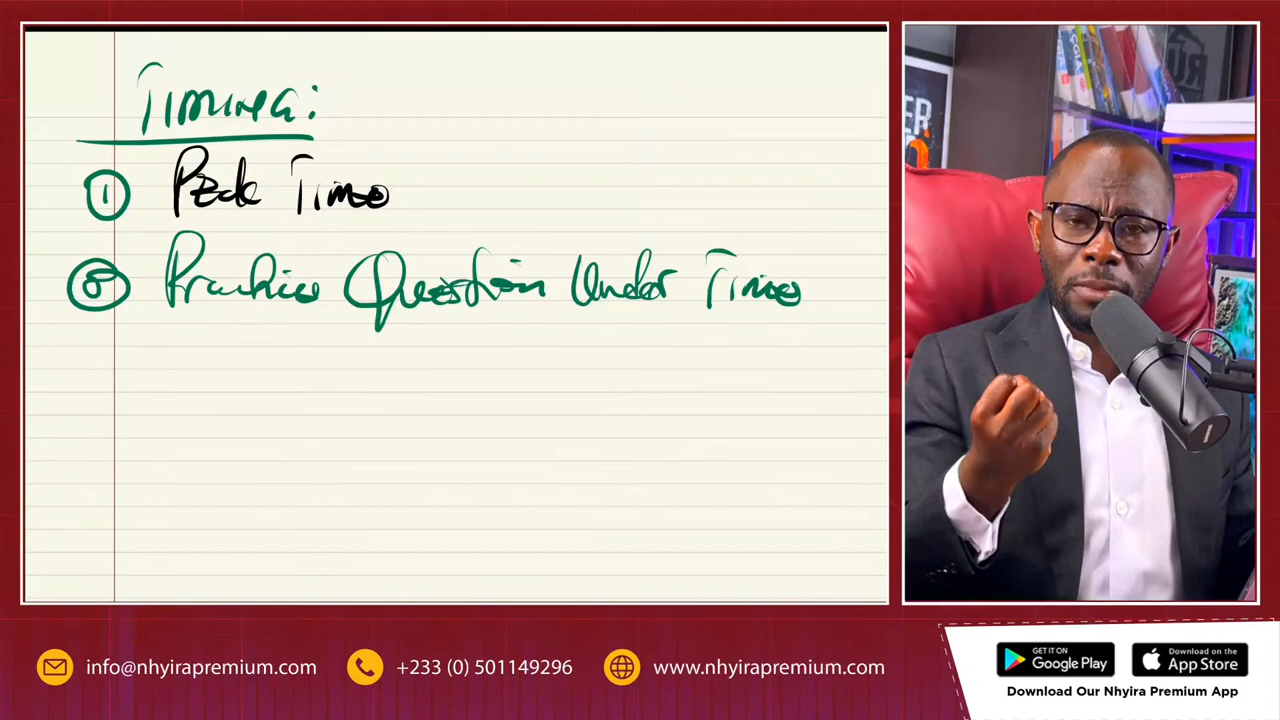 TIMING:
① Peak Time
② Practice Question Under Time
info@nhyirapremium.com
+233 (0) 501149296
www.nhyirapremium.com
GET IT ON
Google Play
Download on the
App Store
Download Our Nhyira Premium App